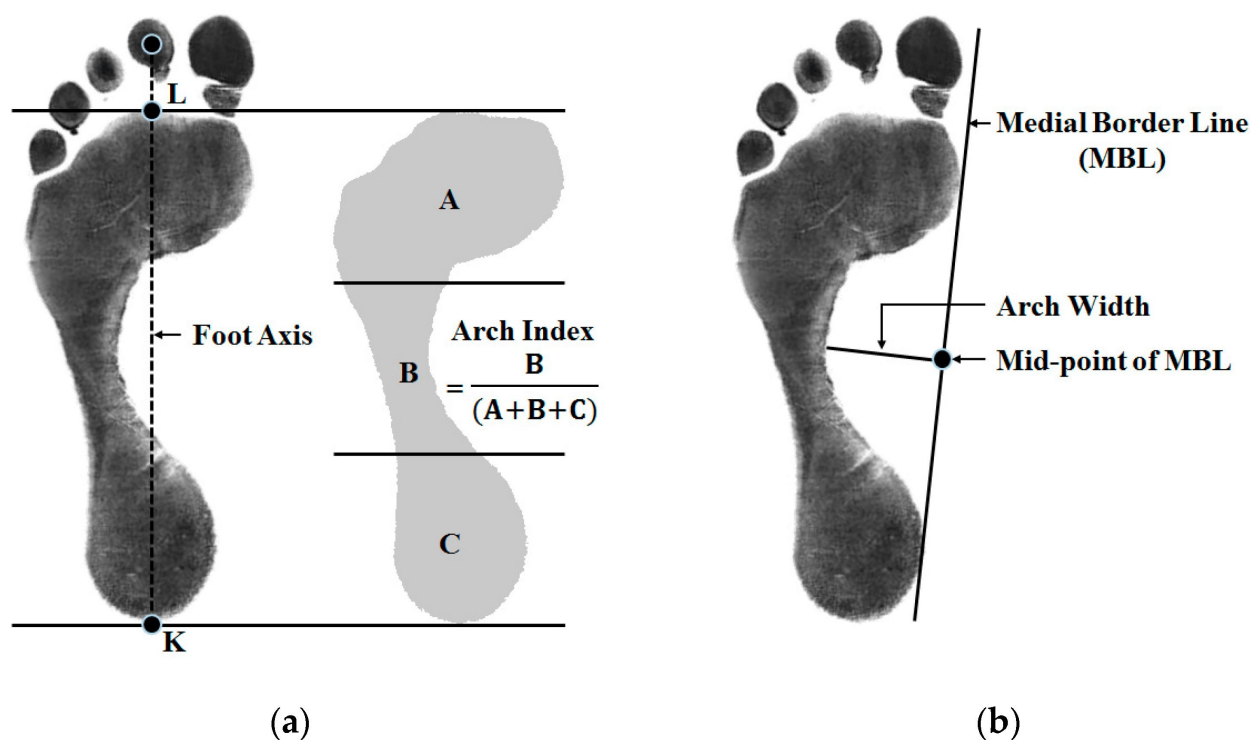 L
A
Foot Axis
Arch Index
B
= B
(A+B+C)
C
K
(a)
Medial Border Line
(MBL)
Arch Width
Mid-point of MBL
(b)